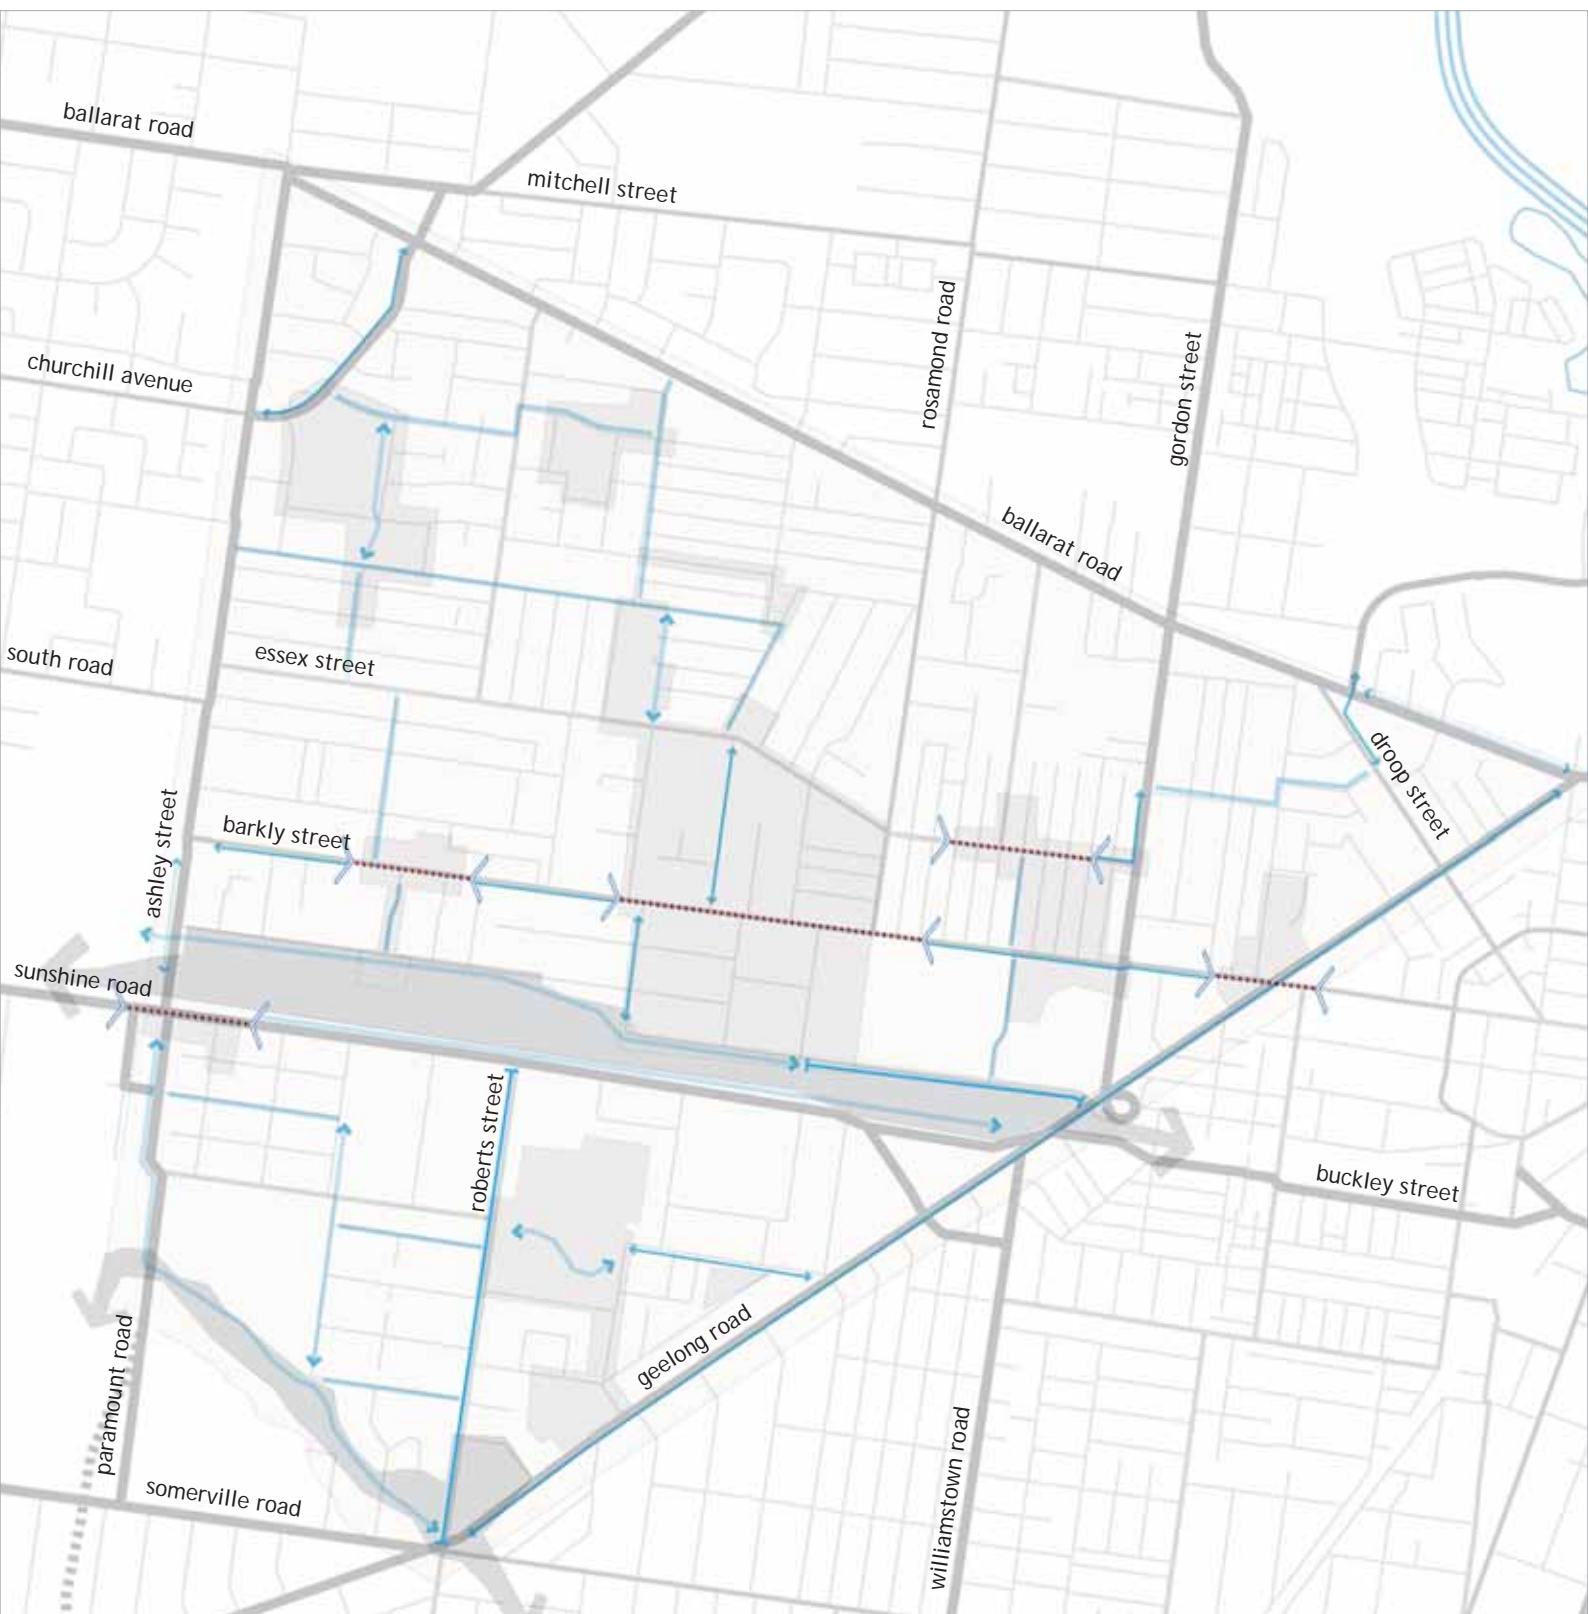 ballarat road
mitchell street
rosamond road
gordon street
churchill avenue
ballarat road
south road
essex street
droop street
ashley street
barkly street
sunshine road
roberts street
buckley street
geelong road
paramount road
williamstown road
somerville road